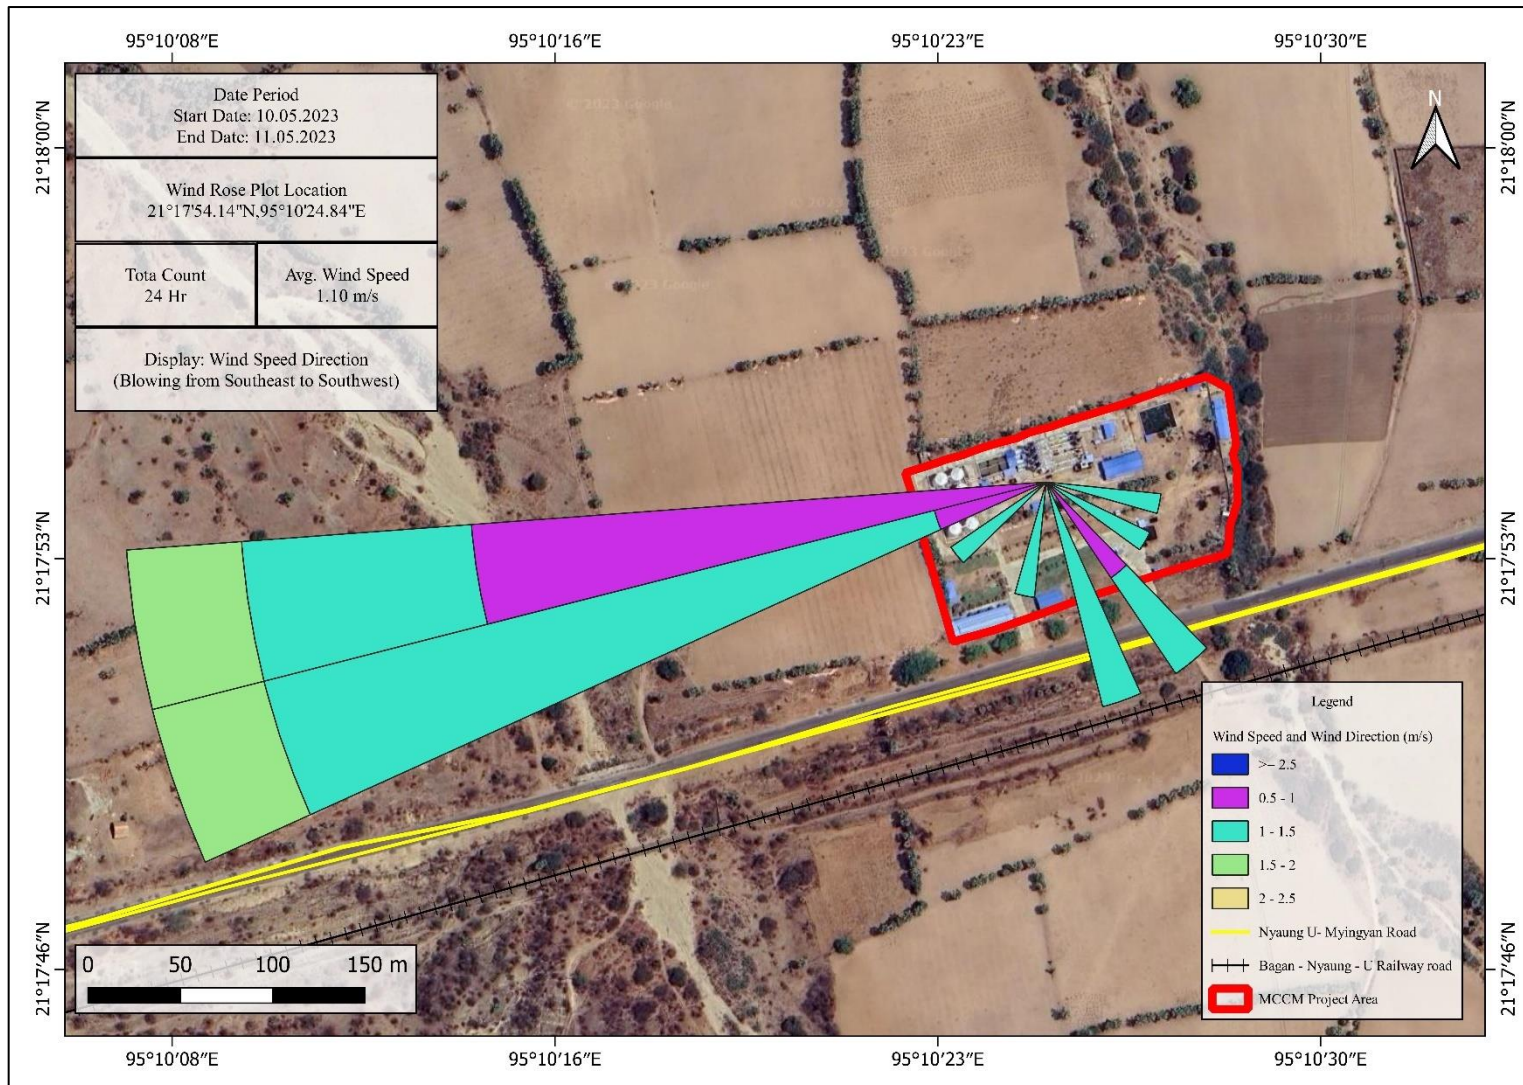 95°10'08"E
95°10'16"E
95°10'23"E
95°10'30"E
21°18'00"N
21°18'00"N
Date Period
Start Date: 10.05.2023
End Date: 11.05.2023
Wind Rose Plot Location
21°17'54.14"N,95°10'24.84"E
Tota Count
24 Hr
Avg. Wind Speed
1.10 m/s
Display: Wind Speed Direction
(Blowing from Southeast to Southwest)
N
21°17'53"N
21°17'53"N
Legend
Wind Speed and Wind Direction (m/s)
>= 2.5
0.5 - 1
1 - 1.5
1.5 - 2
2 - 2.5
Nyaung U- Myingyan Road
Bagan - Nyaung - U Railway road
MCCM Project Area
0 50 100 150 m
21°17'46"N
21°17'46"N
95°10'08"E
95°10'16"E
95°10'23"E
95°10'30"E